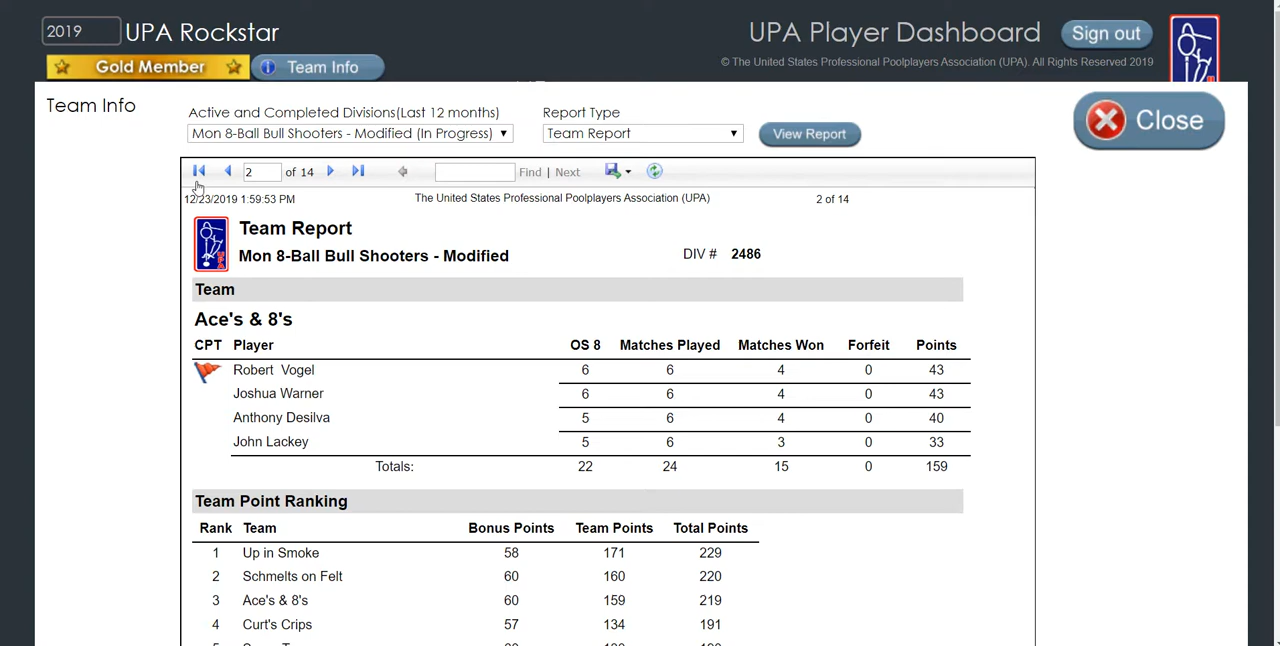 2019 UPA Rockstar
UPA Player Dashboard Sign out
Gold Member Team Info
© The United States Professional Poolplayers Association (UPA). All Rights Reserved 2019
Team Info
Active and Completed Divisions(Last 12 months) Report Type
Mon 8-Ball Bull Shooters - Modified (In Progress) Team Report View Report
Close
2 of 14 Find | Next
12/23/2019 1:59:53 PM The United States Professional Poolplayers Association (UPA) 2 of 14
Team Report
Mon 8-Ball Bull Shooters - Modified DIV # 2486
Team
Ace's & 8's
CPT Player OS 8 Matches Played Matches Won Forfeit Points
Robert Vogel 6 6 4 0 43
Joshua Warner 6 6 4 0 43
Anthony Desilva 5 6 4 0 40
John Lackey 5 6 3 0 33
Totals: 22 24 15 0 159
Team Point Ranking
Rank Team Bonus Points Team Points Total Points
1 Up in Smoke 58 171 229
2 Schmelts on Felt 60 160 220
3 Ace's & 8's 60 159 219
4 Curt's Crips 57 134 191